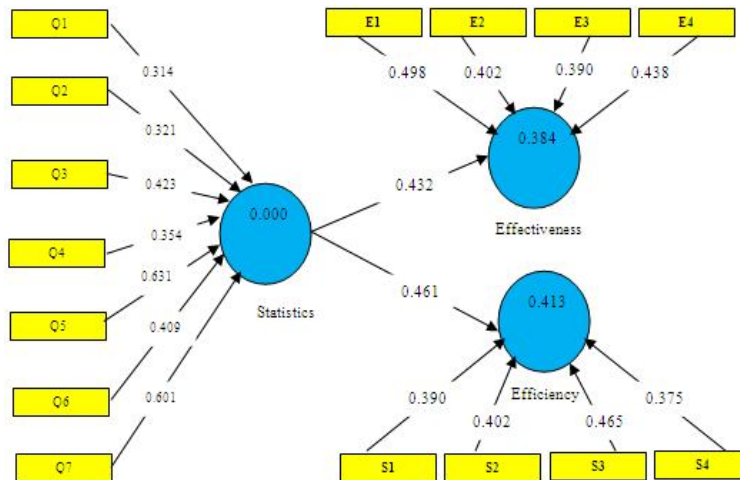 Q1
E1 E2 E3 E4
0.314
0.498 0.402 0.390 0.438
Q2
0.321
0.384
Q3
0.423
0.432
0.000
Effectiveness
Q4
0.354
0.631
0.461
Statistics
0.413
Q5
0.409
Q6
0.601
0.390
Efficiency
0.375
0.402
0.465
Q7
S1 S2 S3 S4